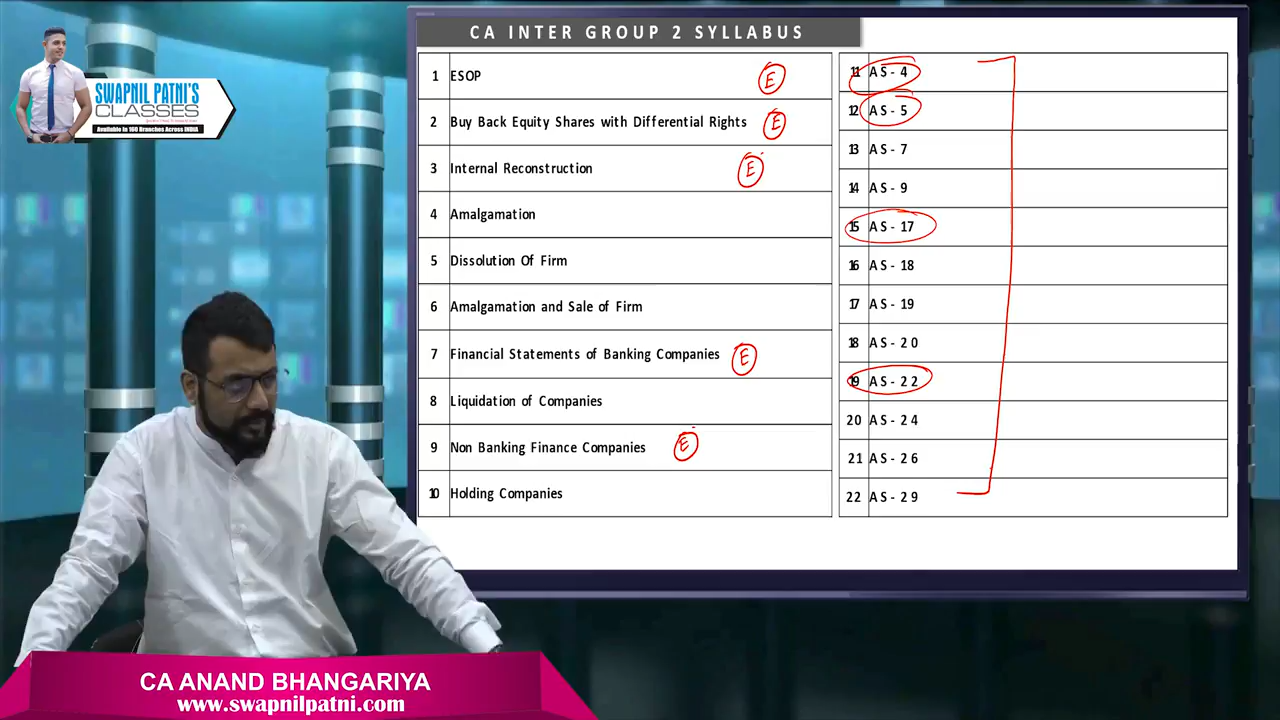 SWAPNIL PATNI'S
CLASSES
Available in 160 Branches Across INDIA
CA INTER GROUP 2 SYLLABUS
1 ESOP E
2 Buy Back Equity Shares with Differential Rights E
3 Internal Reconstruction E
4 Amalgamation
5 Dissolution Of Firm
6 Amalgamation and Sale of Firm
7 Financial Statements of Banking Companies E
8 Liquidation of Companies
9 Non Banking Finance Companies E
10 Holding Companies
11 AS - 4
12 AS - 5
13 AS - 7
14 AS - 9
15 AS - 17
16 AS - 18
17 AS - 19
18 AS - 20
19 AS - 22
20 AS - 24
21 AS - 26
22 AS - 29
CA ANAND BHANGARIYA
www.swapnilpatni.com